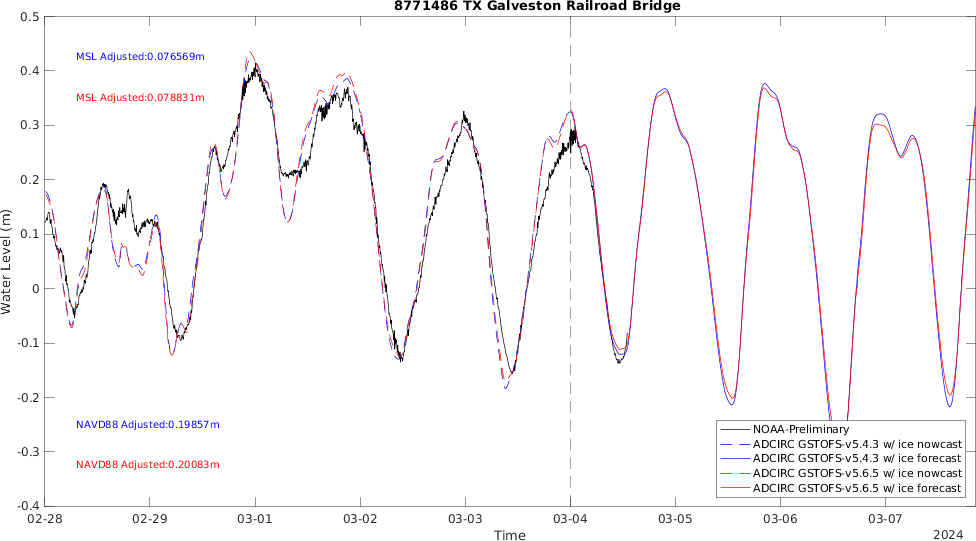 8771486 TX Galveston Railroad Bridge
0.5
0.4
0.3
0.2
0.1
0
-0.1
-0.2
-0.3
-0.4
Water Level (m)
MSL Adjusted:0.076569m
MSL Adjusted:0.078831m
NAVD88 Adjusted:0.19857m
NAVD88 Adjusted:0.20083m
NOAA-Preliminary
ADCIRC GSTOFS-v5.4.3 w/ ice nowcast
ADCIRC GSTOFS-v5.4.3 w/ ice forecast
ADCIRC GSTOFS-v5.6.5 w/ ice nowcast
ADCIRC GSTOFS-v5.6.5 w/ ice forecast
02-28 02-29 03-01 03-02 03-03 03-04 03-05 03-06 03-07
Time
2024